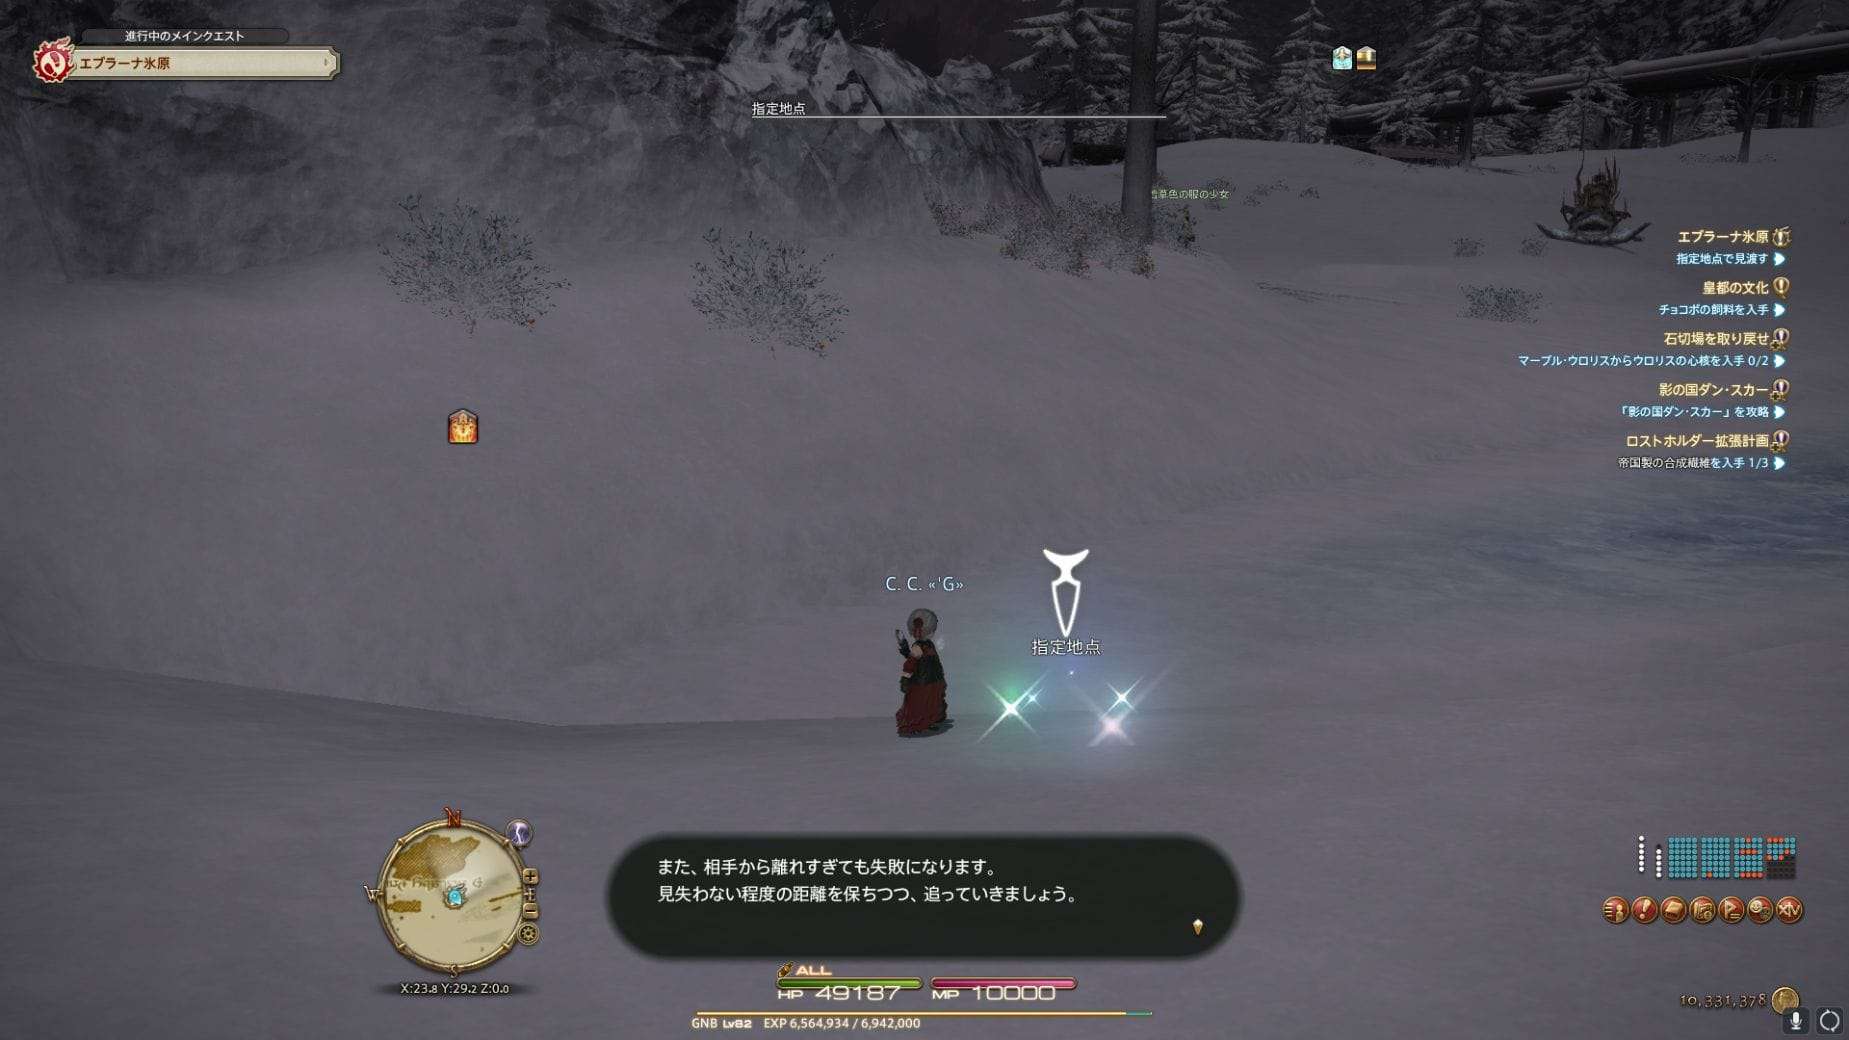 進行中のメインクエスト
エブラーナ氷原
指定地点
若草色の服の少女
エブラーナ氷原
指定地点で見渡す
皇都の文化
チョコボの飼料を入手
石切場を取り戻せ
マーブル・ウロリスからウロリスの心核を入手 0/2
影の国ダン・スカー
「影の国ダン・スカー」を攻略
ロストホルダー拡張計画
帝国製の合成繊維を入手 1/3
C. C. «'G»
指定地点
N
W
S
X:23.8 Y:29.2 Z:0.0
また、相手から離れすぎても失敗になります。
見失わない程度の距離を保ちつつ、追っていきましょう。
ALL
HP 49187 MP 10000
GNB Lv82 EXP 6,564,934 / 6,942,000
XIV
10,331,378